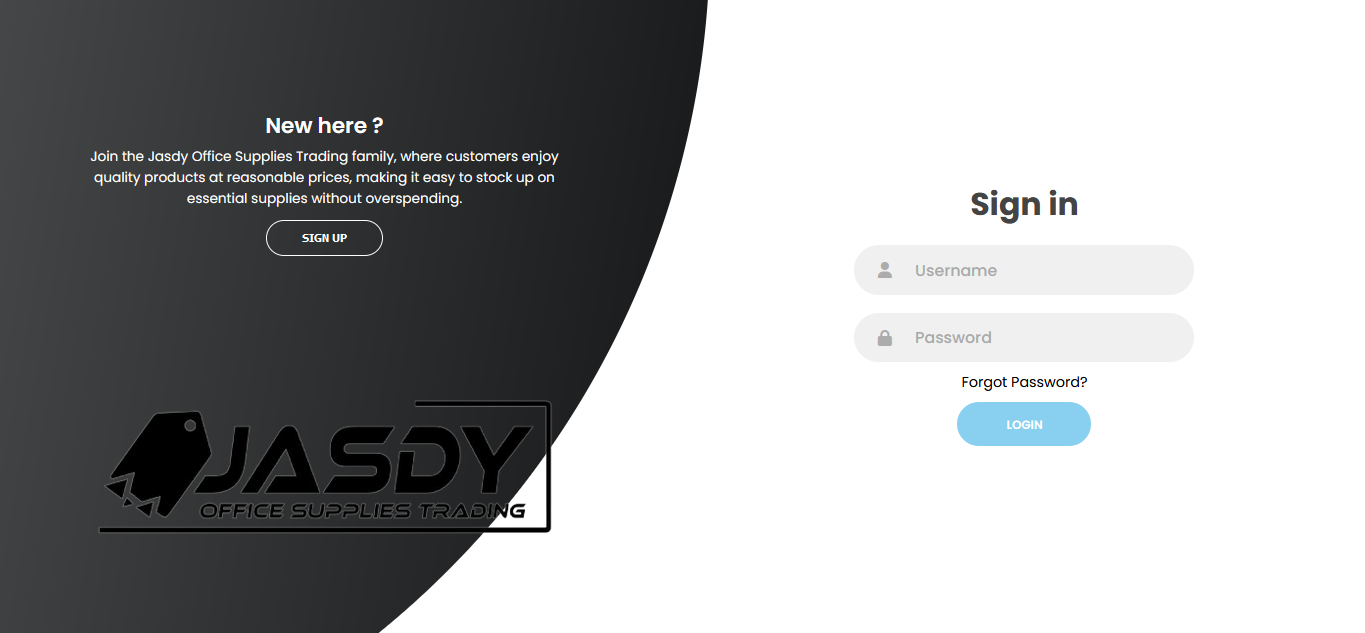 New here ?
Join the Jasdy Office Supplies Trading family, where customers enjoy
quality products at reasonable prices, making it easy to stock up on
essential supplies without overspending.
SIGN UP
JASDY
OFFICE SUPPLIES TRADING
Sign in
Username
Password
Forgot Password?
LOGIN